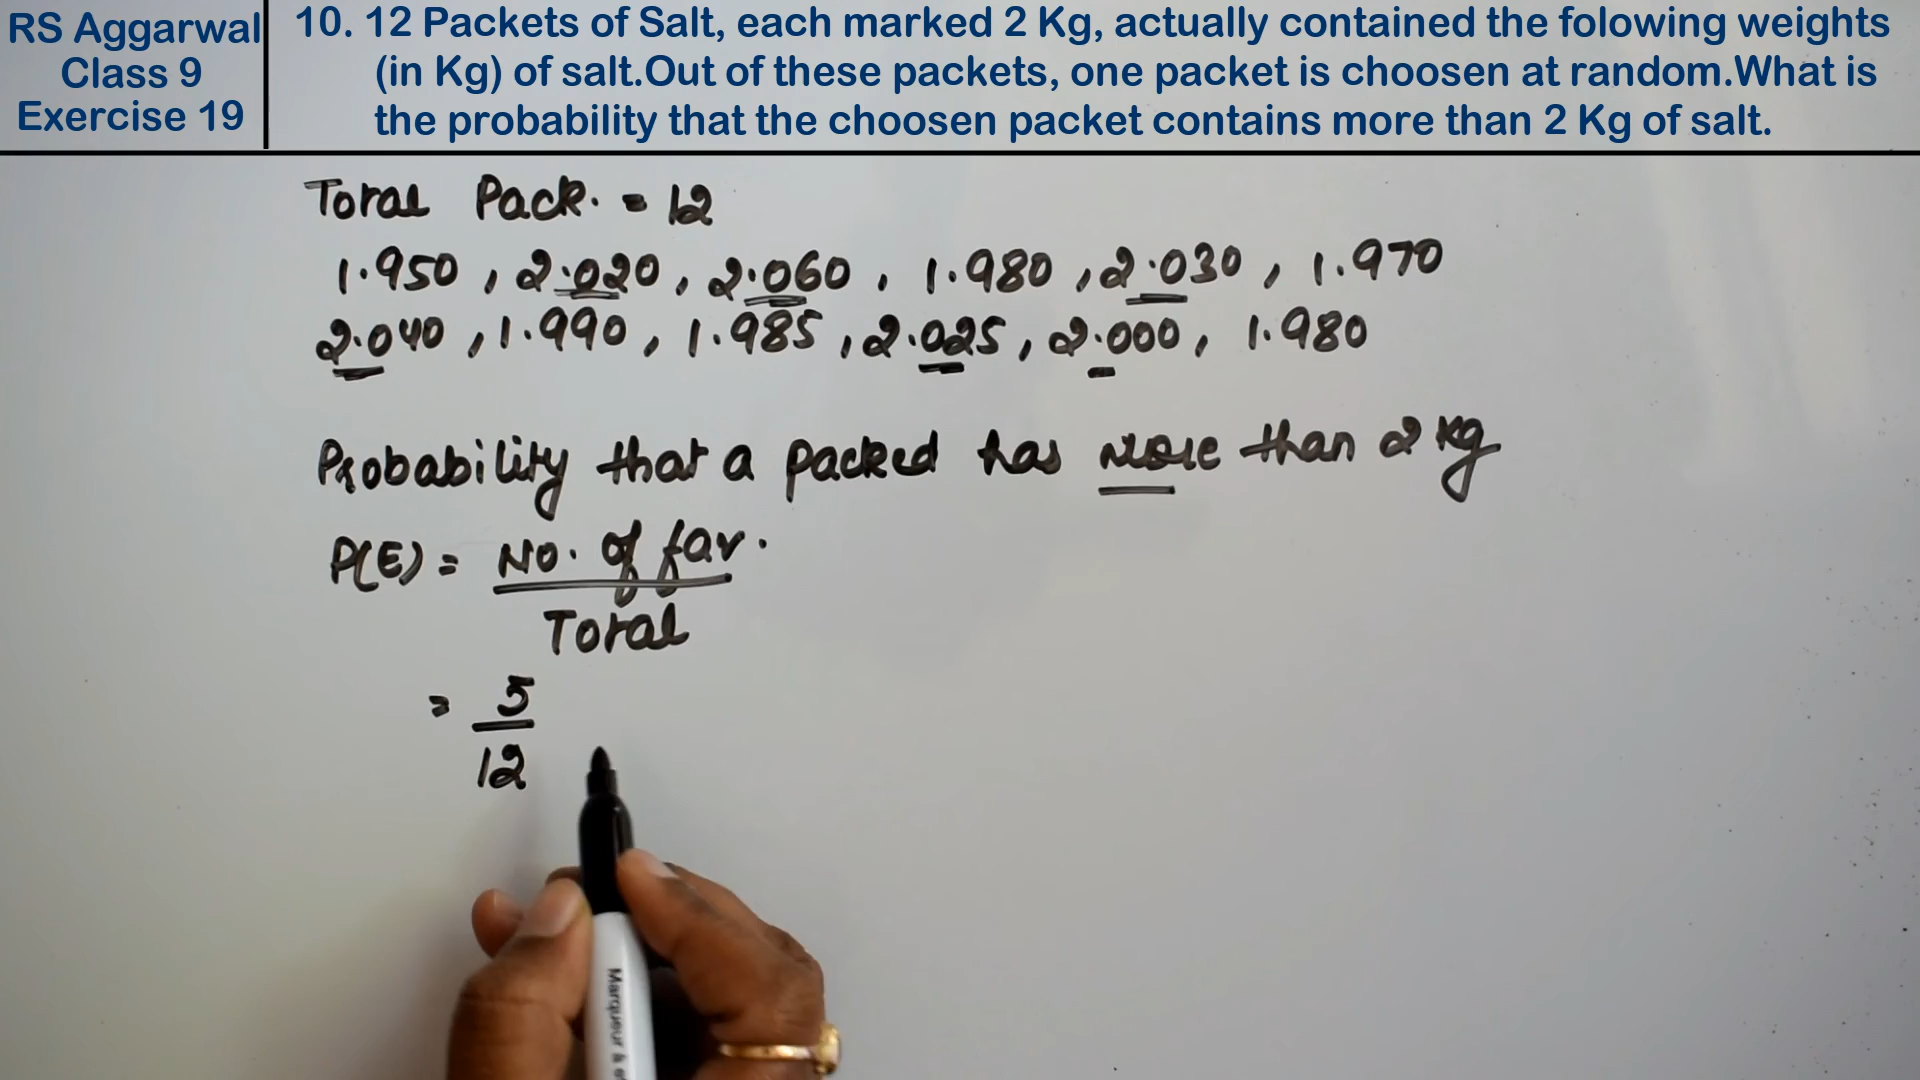 RS Aggarwal
Class 9
Exercise 19
10. 12 Packets of Salt, each marked 2 Kg, actually contained the folowing weights
(in Kg) of salt.Out of these packets, one packet is choosen at random.What is
the probability that the choosen packet contains more than 2 Kg of salt.
Total Pack. = 12
1.950, 2.020, 2.060, 1.980, 2.030, 1.970
2.040, 1.990, 1.985, 2.025, 2.000, 1.980
Probability that a packed has more than 2 kg
P(E) = No. of fav.
Total
= 5
12
Marqueur à